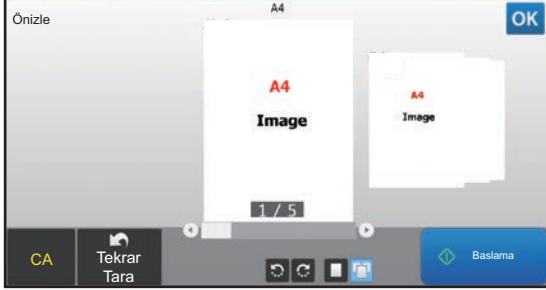 Önizle
A4
OK
A4
Image
1 / 5
A4
Image
CA
Tekrar
Tara
Baslama